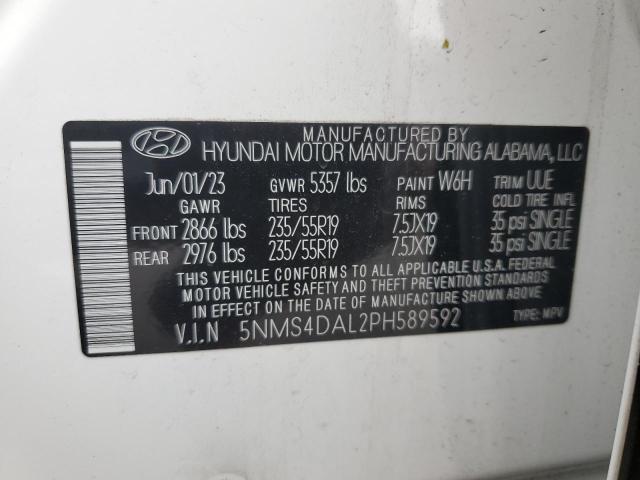 MANUFACTURED BY
HYUNDAI MOTOR MANUFACTURING ALABAMA, LLC
Jun/01/23 GVWR 5357 lbs PAINT W6H TRIM UUE
GAWR TIRES RIMS COLD TIRE INFL
FRONT 2866 lbs 235/55R19 7.5JX19 35 psi SINGLE
REAR 2976 lbs 235/55R19 7.5JX19 35 psi SINGLE
THIS VEHICLE CONFORMS TO ALL APPLICABLE U.S.A. FEDERAL
MOTOR VEHICLE SAFETY AND THEFT PREVENTION STANDARDS
IN EFFECT ON THE DATE OF MANUFACTURE SHOWN ABOVE.
V.I.N 5NMS4DAL2PH589592 TYPE: MPV